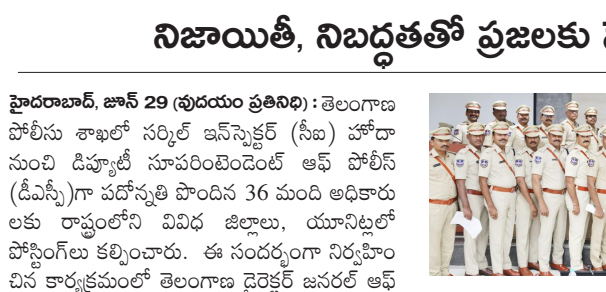 నిజాయితీ, నిబద్ధతతో ప్రజలకు
హైదరాబాద్, జూన్ 29 (వుదయం ప్రతినిధి) : తెలంగాణ
పోలీసు శాఖలో సర్కిల్ ఇన్‌స్పెక్టర్ (సీఐ) హోదా
నుంచి డిప్యూటీ సూపరింటెండెంట్ ఆఫ్ పోలీస్
(డీఎస్పీ)గా పదోన్నతి పొందిన 36 మంది అధికారు
లకు రాష్ట్రంలోని వివిధ జిల్లాలు, యూనిట్లలో
పోస్టింగ్‌లు కల్పించారు. ఈ సందర్భంగా నిర్వహిం
చిన కార్యక్రమంలో తెలంగాణ డైరెక్టర్ జనరల్ ఆఫ్